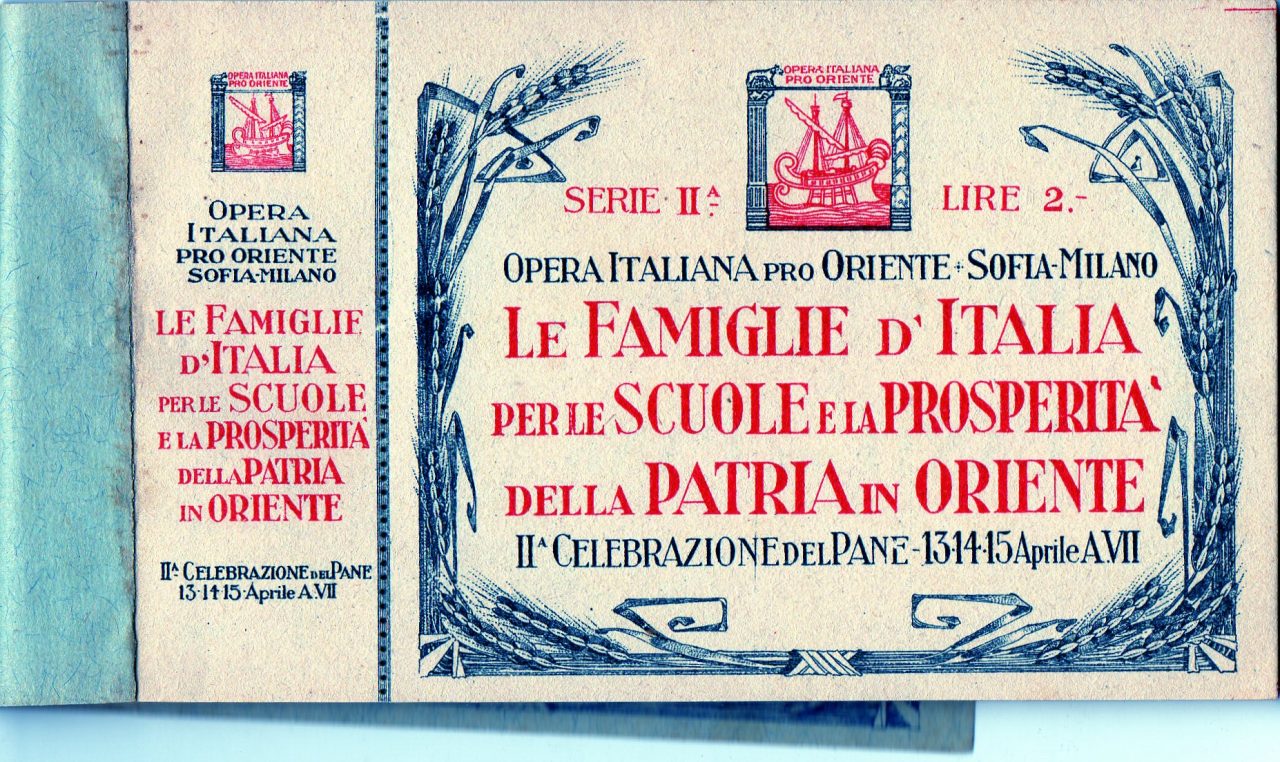 OPERA ITALIANA
PRO ORIENTE
OPERA
ITALIANA
PRO ORIENTE
SOFIA-MILANO
LE FAMIGLIE
D'ITALIA
PER LE SCUOLE
E LA PROSPERITA'
DELLA PATRIA
IN ORIENTE
IIA CELEBRAZIONE DEL PANE
13·14·15·Aprile A.VII
OPERA ITALIANA
PRO ORIENTE
SERIE IIA.
LIRE 2.-
OPERA ITALIANA PRO ORIENTE·SOFIA-MILANO
LE FAMIGLIE D'ITALIA
PER LE SCUOLE E LA PROSPERITA'
DELLA PATRIA IN ORIENTE
IIA CELEBRAZIONE DEL PANE-13·14·15 Aprile A.VII